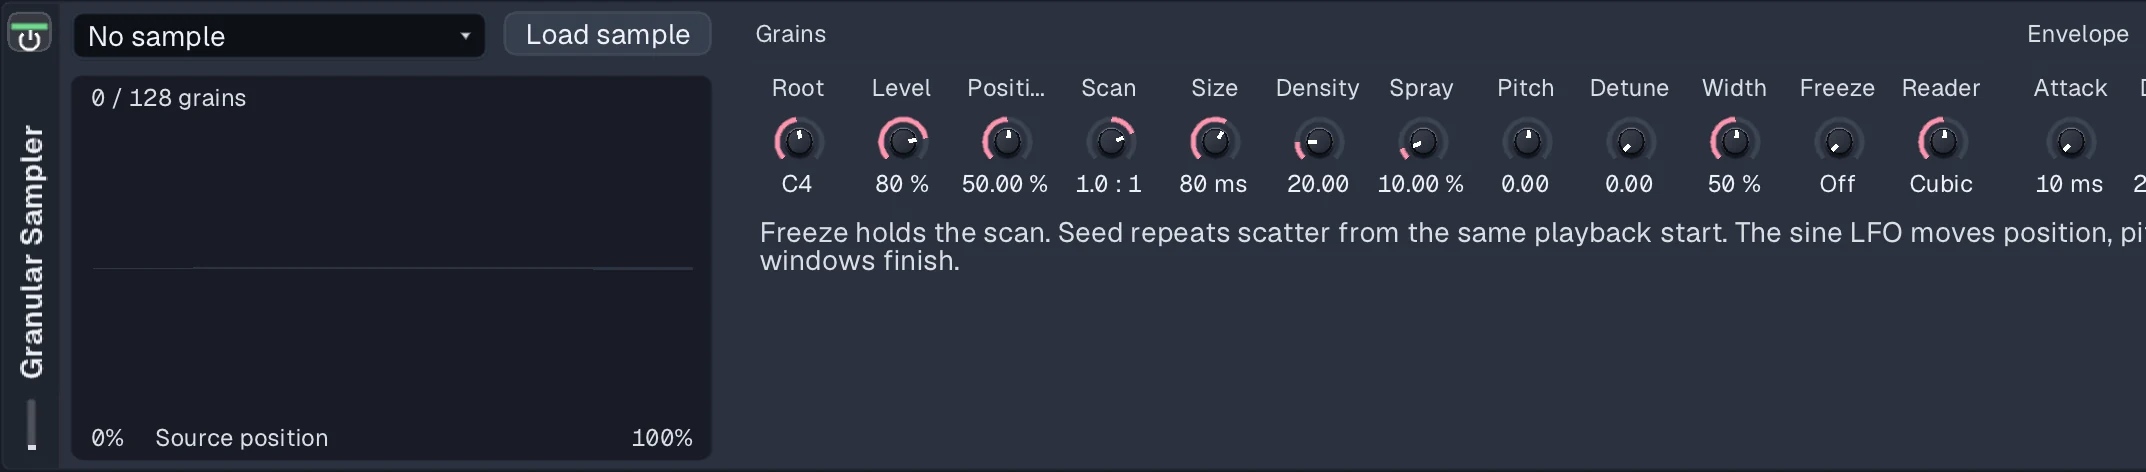 No sample
Load sample
Grains
Envelope
0 / 128 grains
Root Level Positi... Scan Size Density Spray Pitch Detune Width Freeze Reader Attack
C4 80 % 50.00 % 1.0 : 1 80 ms 20.00 10.00 % 0.00 0.00 50 % Off Cubic 10 ms 2
Freeze holds the scan. Seed repeats scatter from the same playback start. The sine LFO moves position, pi
windows finish.
Granular Sampler
0% Source position 100%